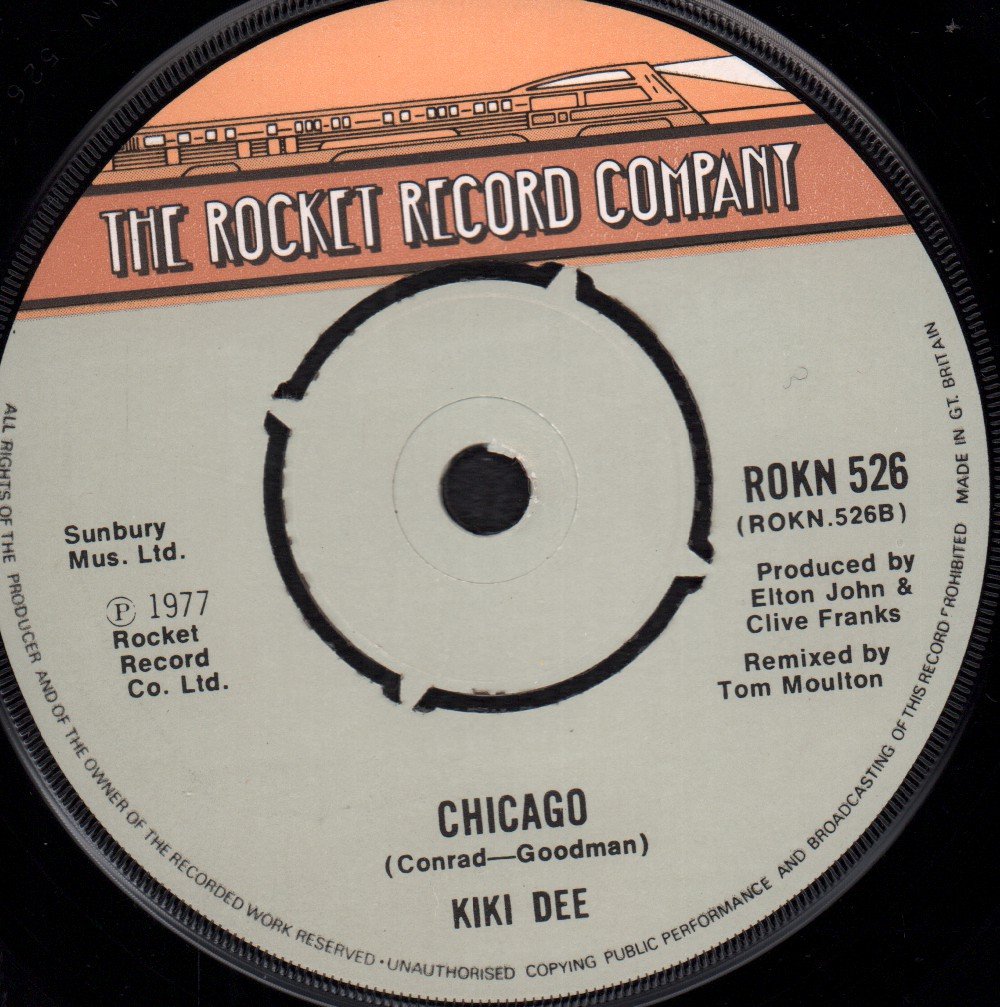 THE ROCKET RECORD COMPANY
ROKN 526
(ROKN.526B)
Sunbury
Mus. Ltd.
Ⓟ 1977
Rocket
Record
Co. Ltd.
Produced by
Elton John &
Clive Franks
Remixed by
Tom Moulton
CHICAGO
(Conrad—Goodman)
KIKI DEE
ALL RIGHTS OF THE PRODUCER AND OF THE OWNER OF THE RECORDED WORK RESERVED · UNAUTHORISED COPYING PUBLIC PERFORMANCE AND BROADCASTING OF THIS RECORD PROHIBITED MADE IN GT. BRITAIN